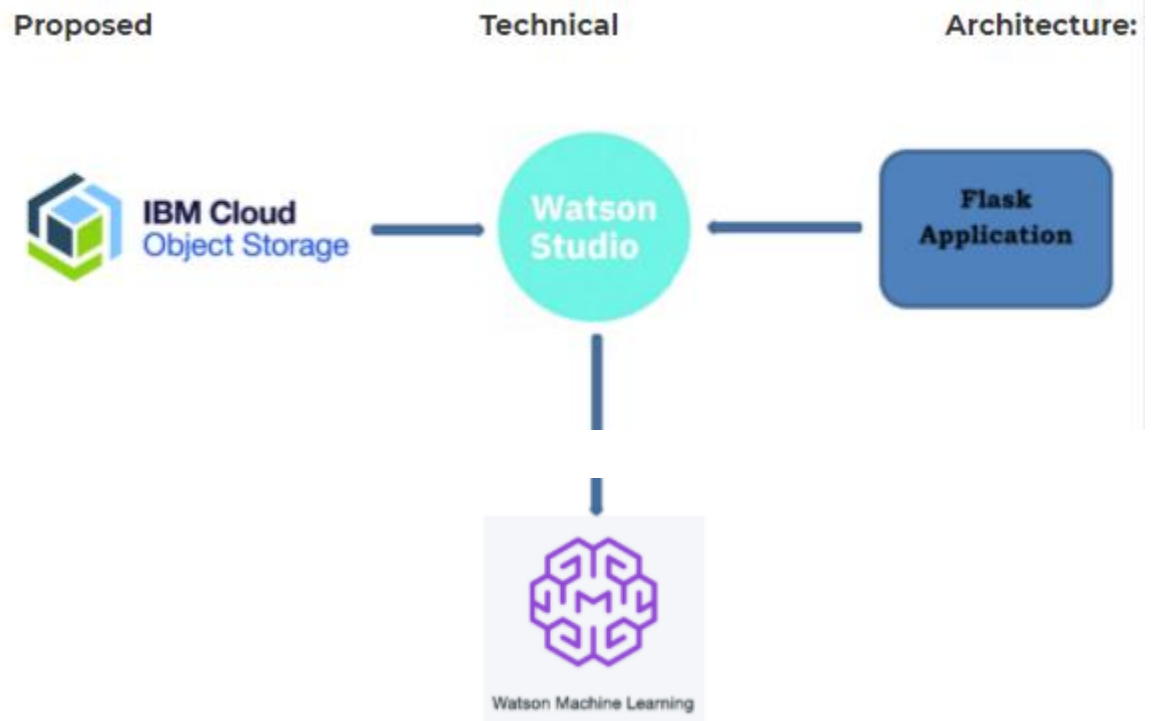 Proposed Technical Architecture:
IBM Cloud
Object Storage
Watson
Studio
Flask
Application
Watson Machine Learning